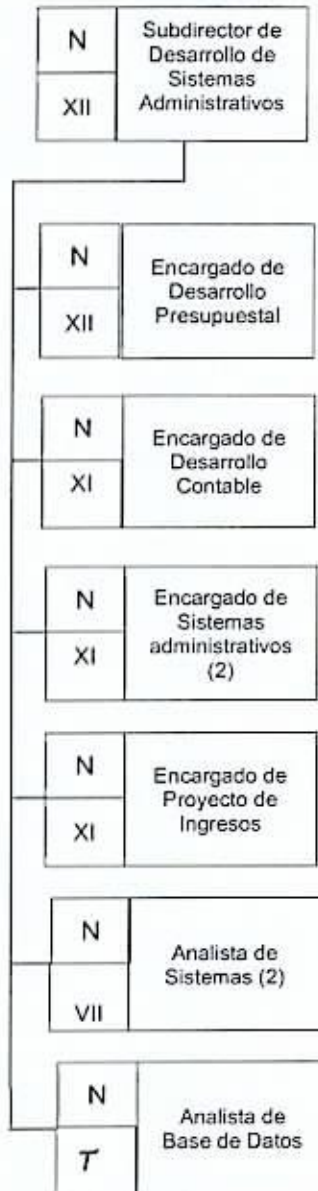 N
XII
Subdirector de
Desarrollo de
Sistemas
Administrativos
N
XII
Encargado de
Desarrollo
Presupuestal
N
XI
Encargado de
Desarrollo
Contable
N
XI
Encargado de
Sistemas
administrativos
(2)
N
XI
Encargado de
Proyecto de
Ingresos
N
VII
Analista de
Sistemas (2)
N
T
Analista de
Base de Datos